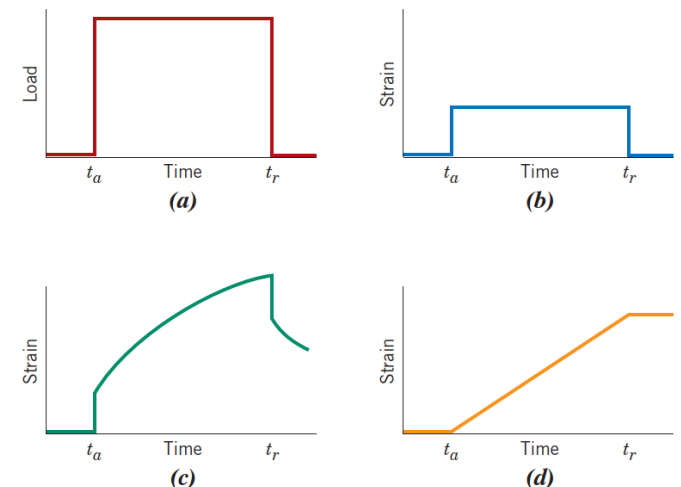 Load
t_a Time t_r
(a)
Strain
t_a Time t_r
(b)
Strain
t_a Time t_r
(c)
Strain
t_a Time t_r
(d)